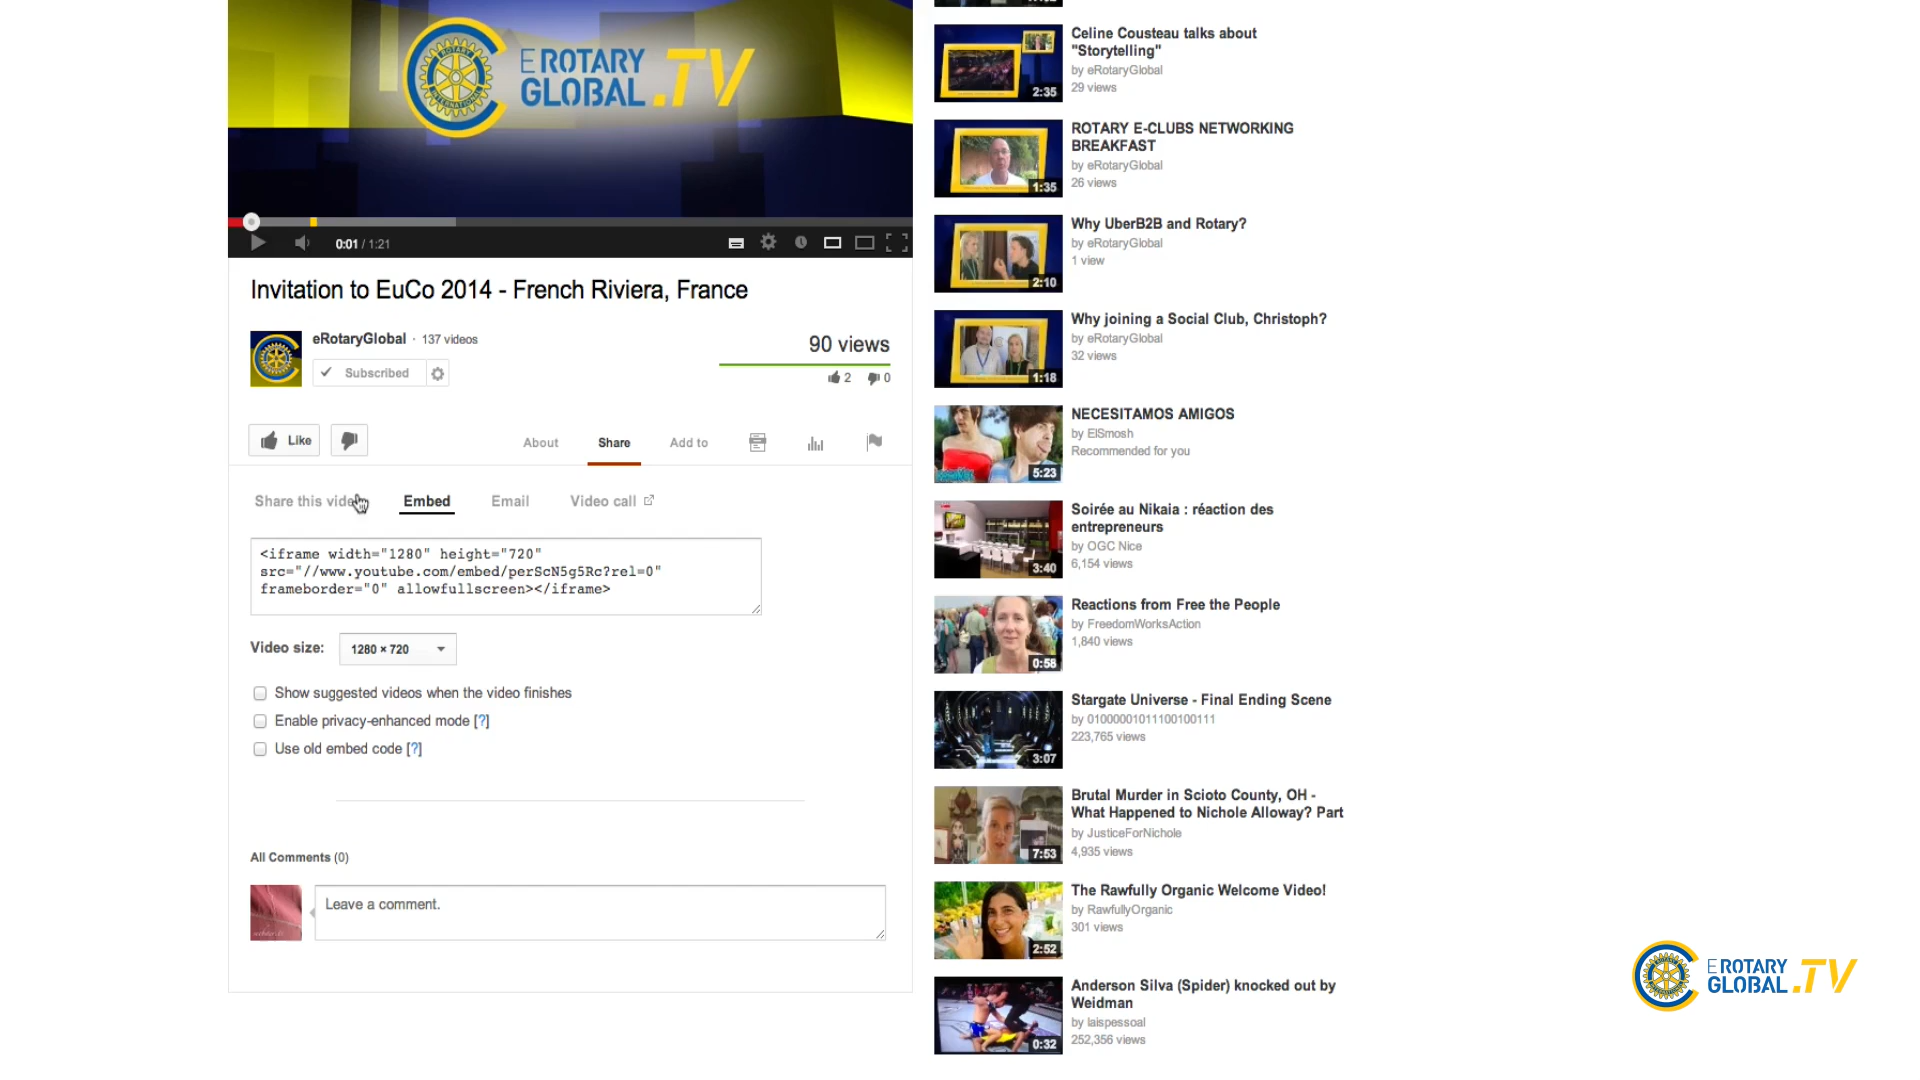 E ROTARY
GLOBAL .TV
ROTARY
INTERNATIONAL
0:01 / 1:21
Invitation to EuCo 2014 - French Riviera, France
eRotaryGlobal · 137 videos
Subscribed
90 views
2
0
Like
About
Share
Add to
Share this vide
Embed
Email
Video call
<iframe width="1280" height="720"
src="//www.youtube.com/embed/perScN5g5Rc?rel=0"
frameborder="0" allowfullscreen></iframe>
Video size:
1280 × 720
Show suggested videos when the video finishes
Enable privacy-enhanced mode [?]
Use old embed code [?]
All Comments (0)
Leave a comment.
Celine Cousteau talks about
"Storytelling"
by eRotaryGlobal
29 views
2:35
ROTARY E-CLUBS NETWORKING
BREAKFAST
by eRotaryGlobal
26 views
1:35
Why UberB2B and Rotary?
by eRotaryGlobal
1 view
2:10
Why joining a Social Club, Christoph?
by eRotaryGlobal
32 views
1:18
NECESITAMOS AMIGOS
by ElSmosh
Recommended for you
5:23
Soirée au Nikaia : réaction des
entrepreneurs
by OGC Nice
6,154 views
3:40
Reactions from Free the People
by FreedomWorksAction
1,840 views
0:58
Stargate Universe - Final Ending Scene
by 01000001011100100111
223,765 views
3:07
Brutal Murder in Scioto County, OH -
What Happened to Nichole Alloway? Part
by JusticeForNichole
4,935 views
7:53
The Rawfully Organic Welcome Video!
by RawfullyOrganic
301 views
2:52
Anderson Silva (Spider) knocked out by
Weidman
by laispessoal
252,356 views
0:32
E ROTARY
GLOBAL .TV